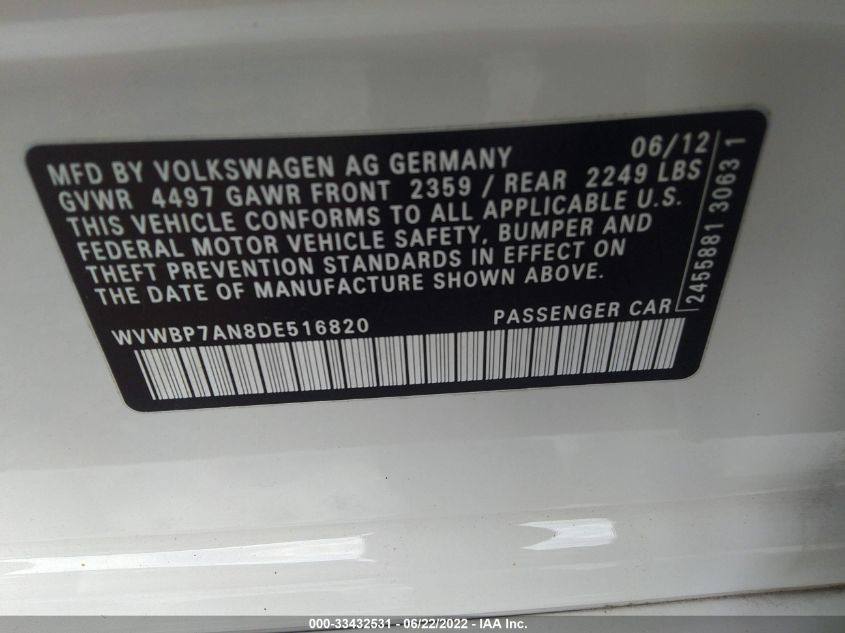 MFD BY VOLKSWAGEN AG GERMANY 06/12
GVWR 4497 GAWR FRONT 2359 / REAR 2249 LBS
THIS VEHICLE CONFORMS TO ALL APPLICABLE U.S.
FEDERAL MOTOR VEHICLE SAFETY, BUMPER AND
THEFT PREVENTION STANDARDS IN EFFECT ON
THE DATE OF MANUFACTURE SHOWN ABOVE.
WVWBP7AN8DE516820 PASSENGER CAR
2455881 30631
000-33432531 - 06/22/2022 - IAA Inc.